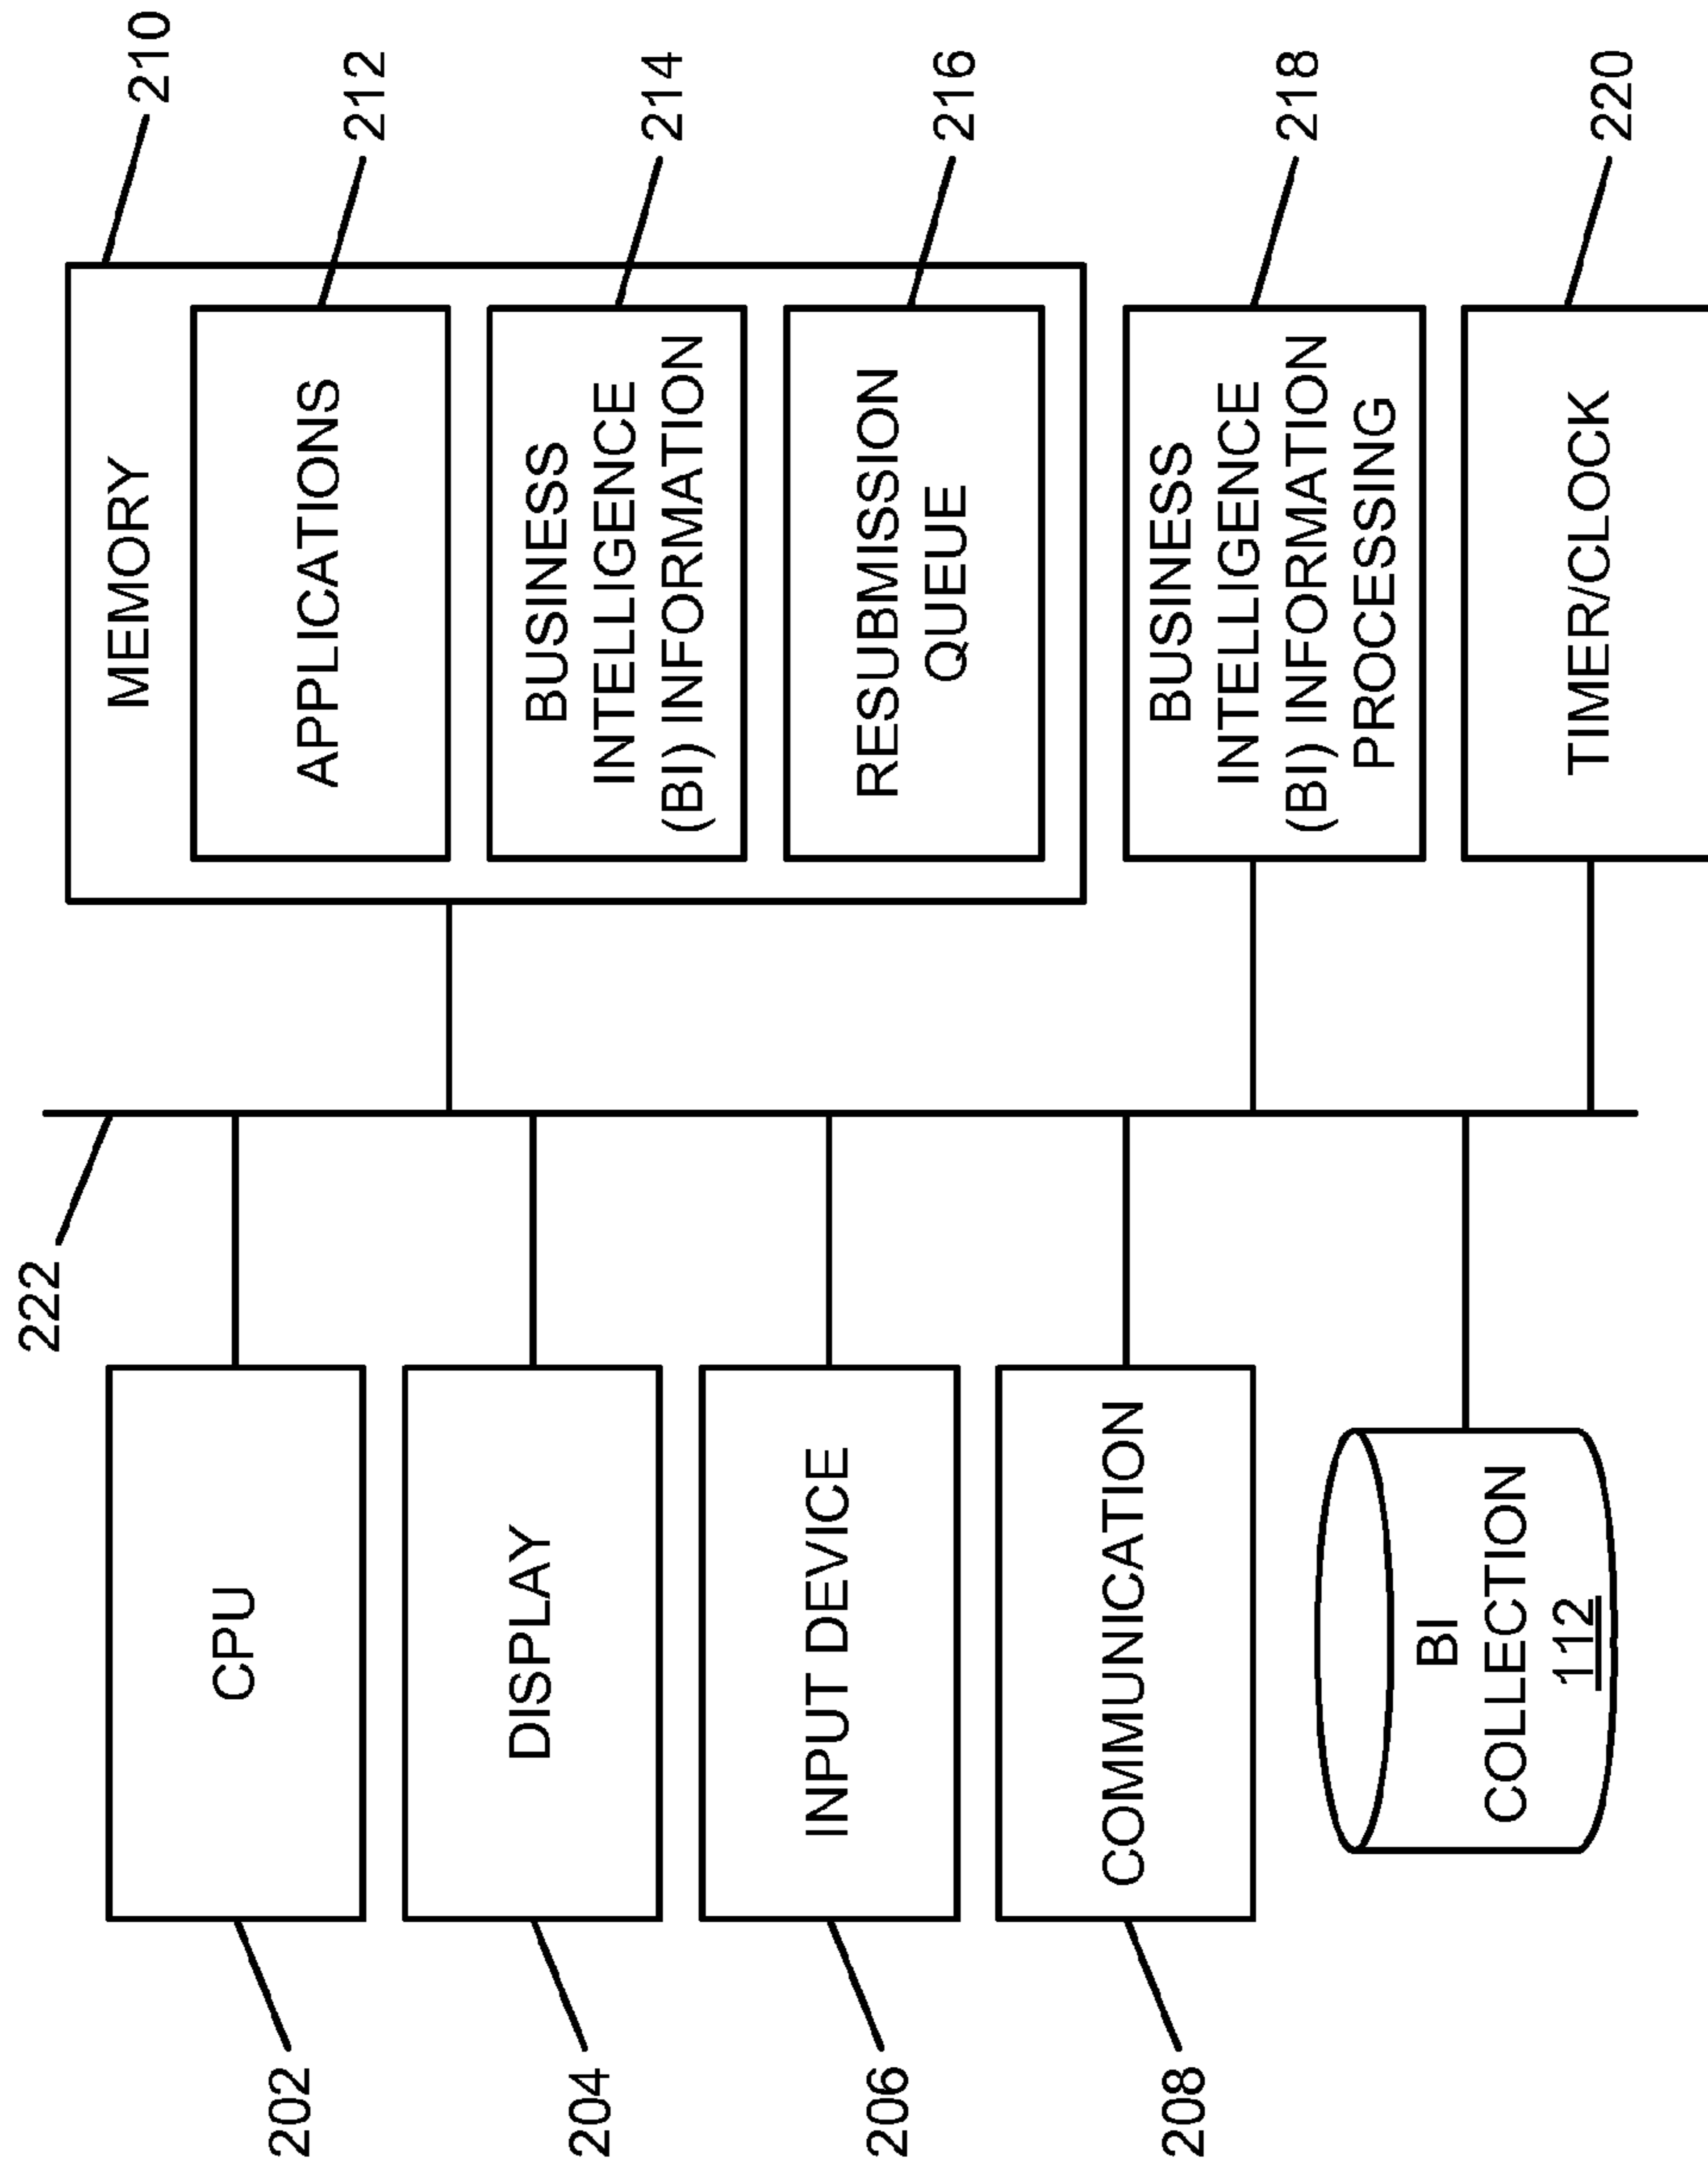 222
202
CPU
204
DISPLAY
206
INPUT DEVICE
208
COMMUNICATION
BI
COLLECTION
112
MEMORY
210
APPLICATIONS
212
BUSINESS
INTELLIGENCE
(BI) INFORMATION
214
RESUBMISSION
QUEUE
216
BUSINESS
INTELLIGENCE
(BI) INFORMATION
PROCESSING
218
TIMER/CLOCK
220